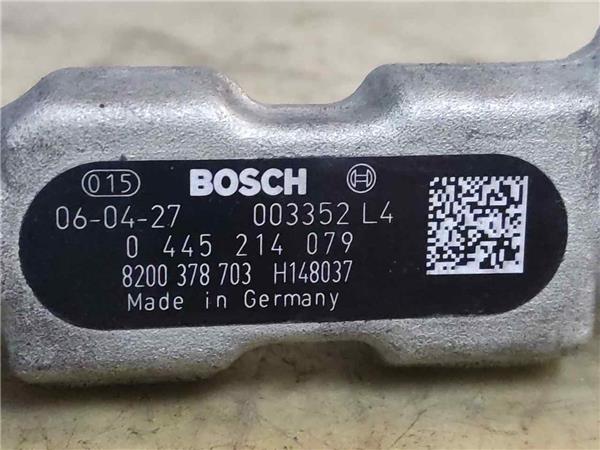 015 BOSCH
06-04-27 003352 L4
0 445 214 079
8200 378 703 H148037
Made in Germany